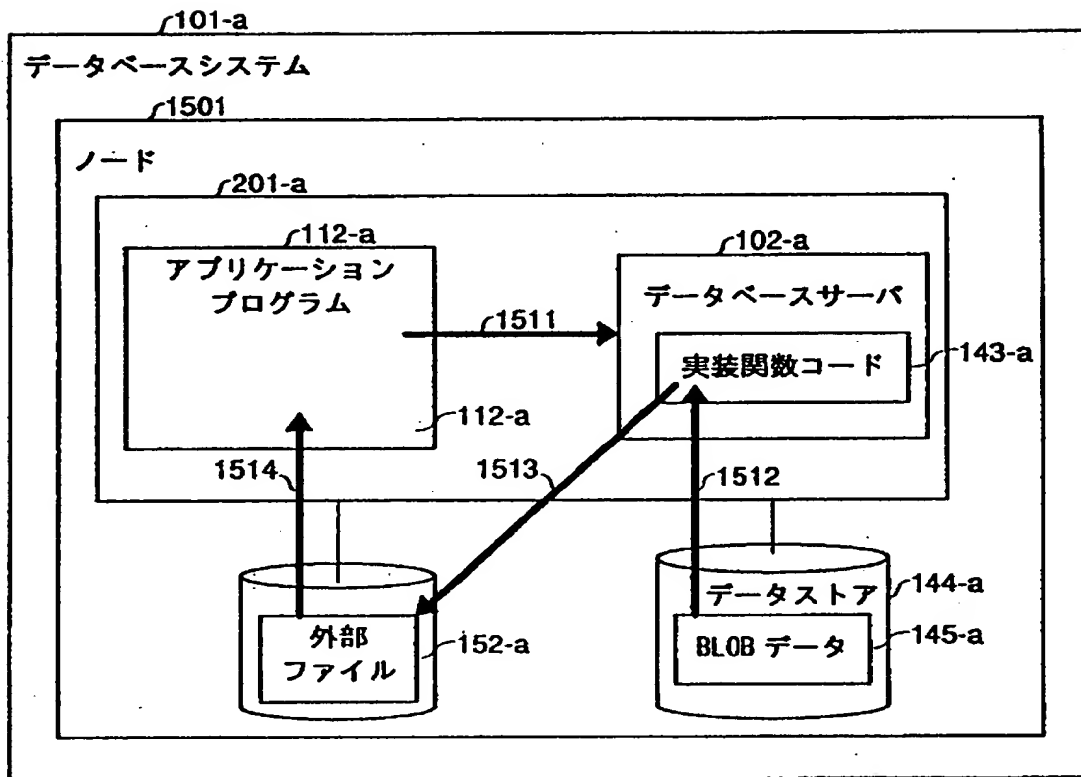 101-a
データベースシステム
1501
ノード
201-a
112-a
アプリケーション
プログラム
1511
102-a
データベースサーバ
実装関数コード
143-a
112-a
1514
1513
1512
データストア
144-a
外部
ファイル
152-a
BLOB データ
145-a